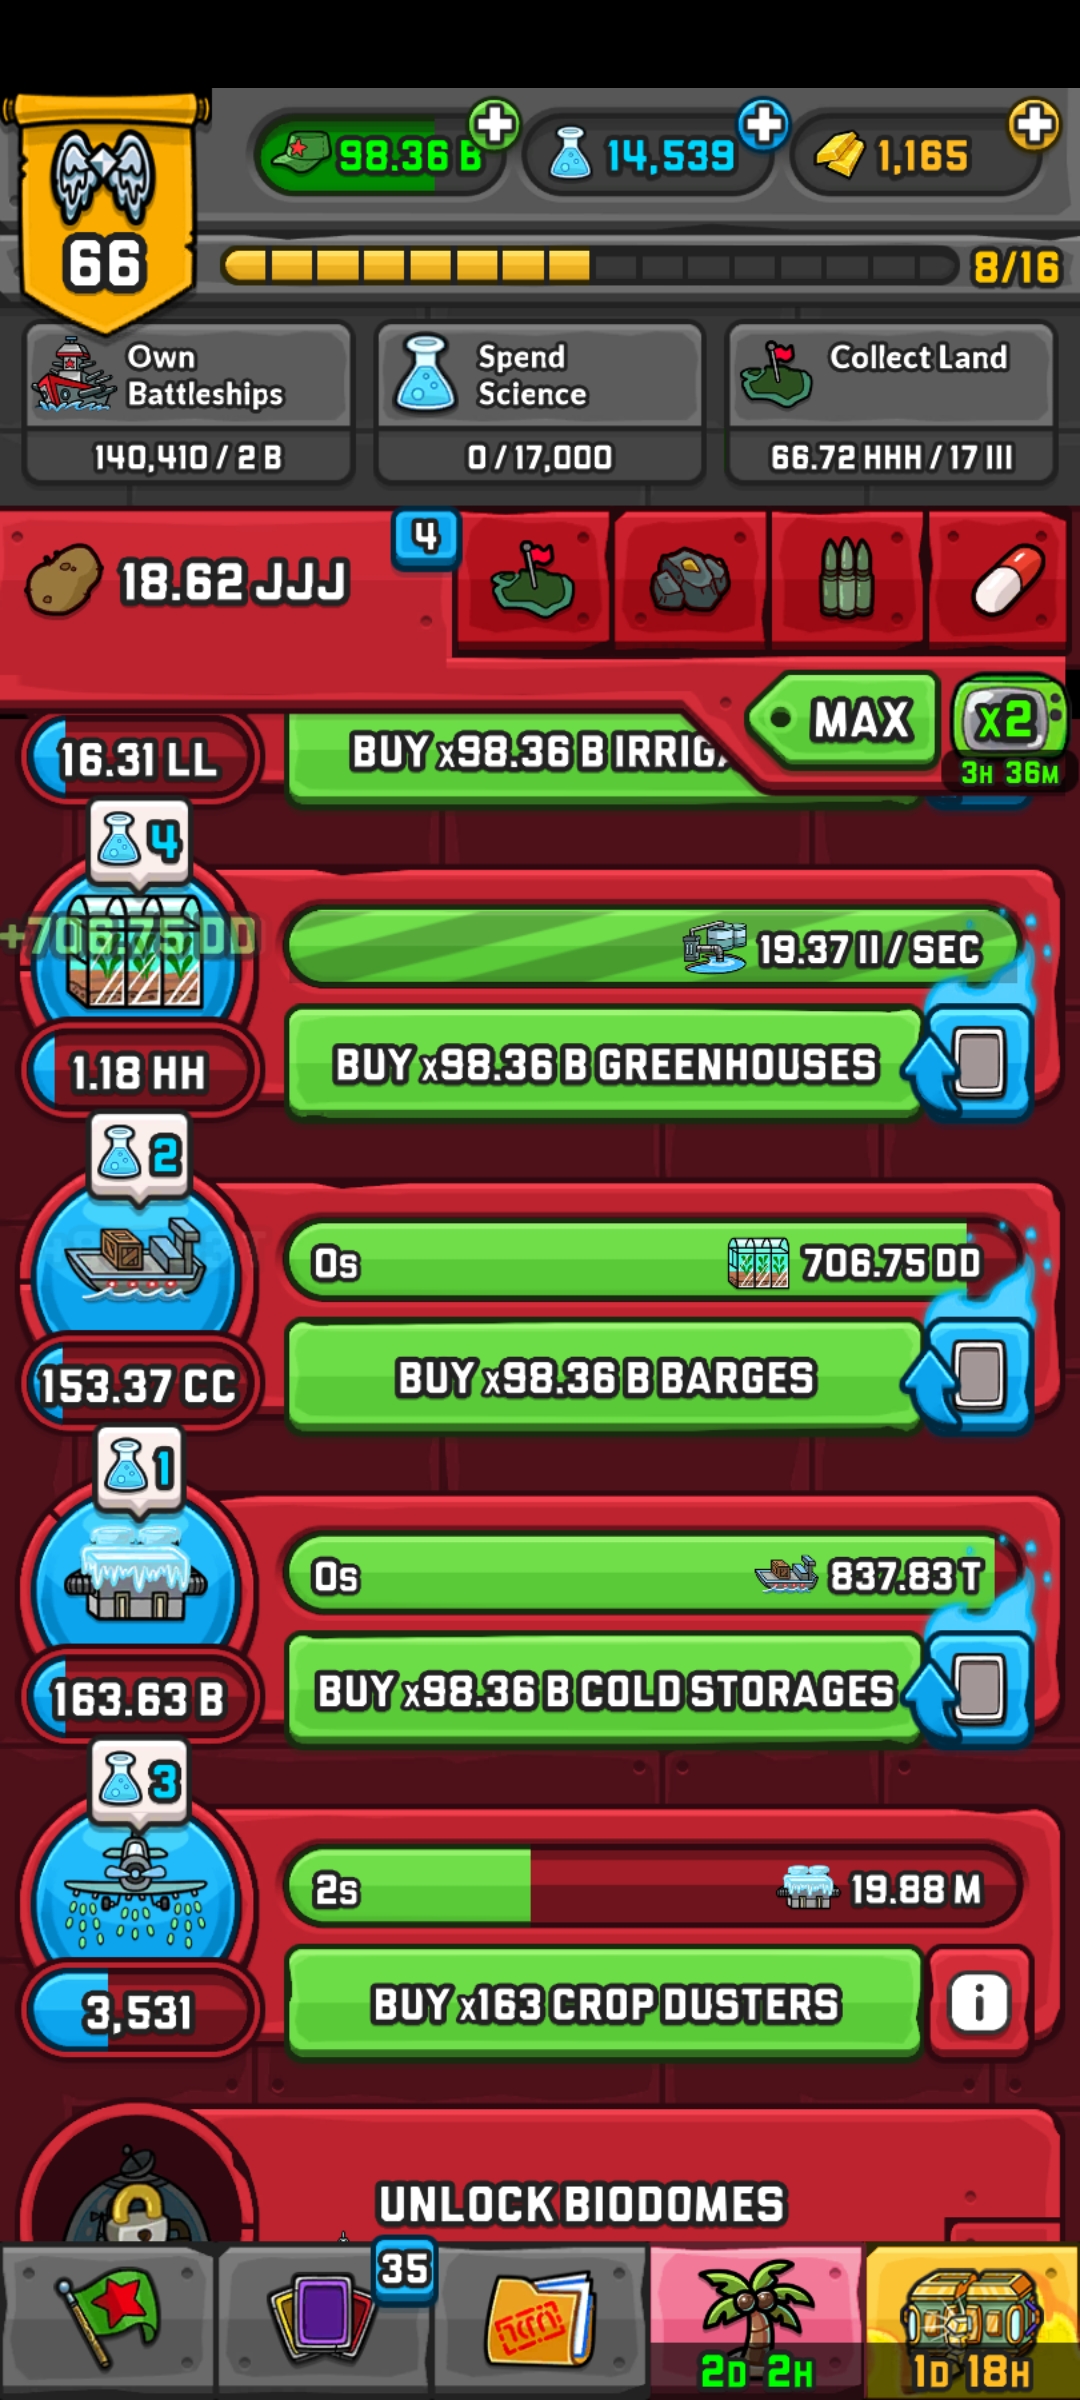 98.36 B
14,539
1,165
66
8/16
Own
Battleships
140,410 / 2 B
Spend
Science
0 / 17,000
Collect Land
66.72 HHH / 17 III
18.62 JJJ
4
MAX
x2
3H 36M
16.31 LL
BUY x98.36 B IRRIG
4
+706.75 DD
19.37 II / SEC
1.18 HH
BUY x98.36 B GREENHOUSES
2
0s
706.75 DD
153.37 CC
BUY x98.36 B BARGES
1
0s
837.83 T
163.63 B
BUY x98.36 B COLD STORAGES
3
2s
19.88 M
3,531
BUY x163 CROP DUSTERS
i
UNLOCK BIODOMES
35
2D 2H
1D 18H